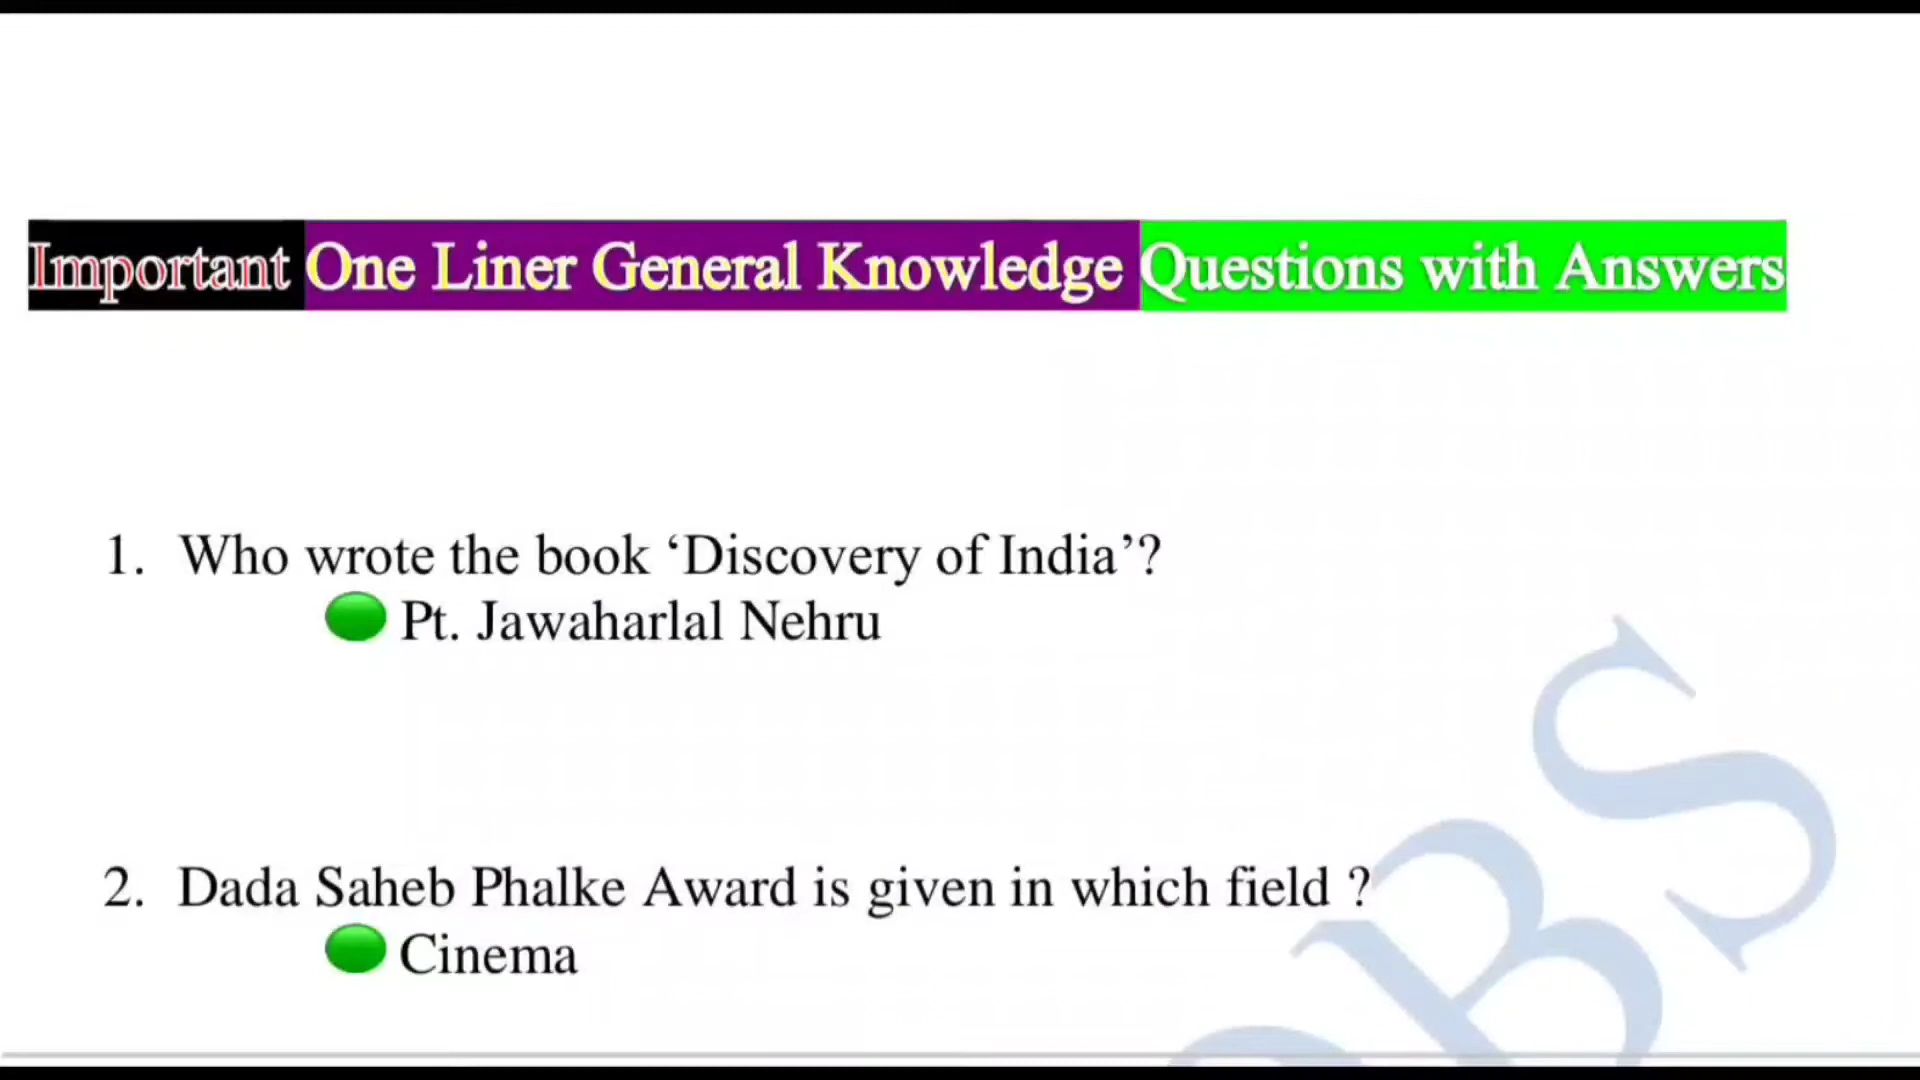 Important One Liner General Knowledge Questions with Answers
1. Who wrote the book ‘Discovery of India’?
Pt. Jawaharlal Nehru
2. Dada Saheb Phalke Award is given in which field ?
Cinema
BS